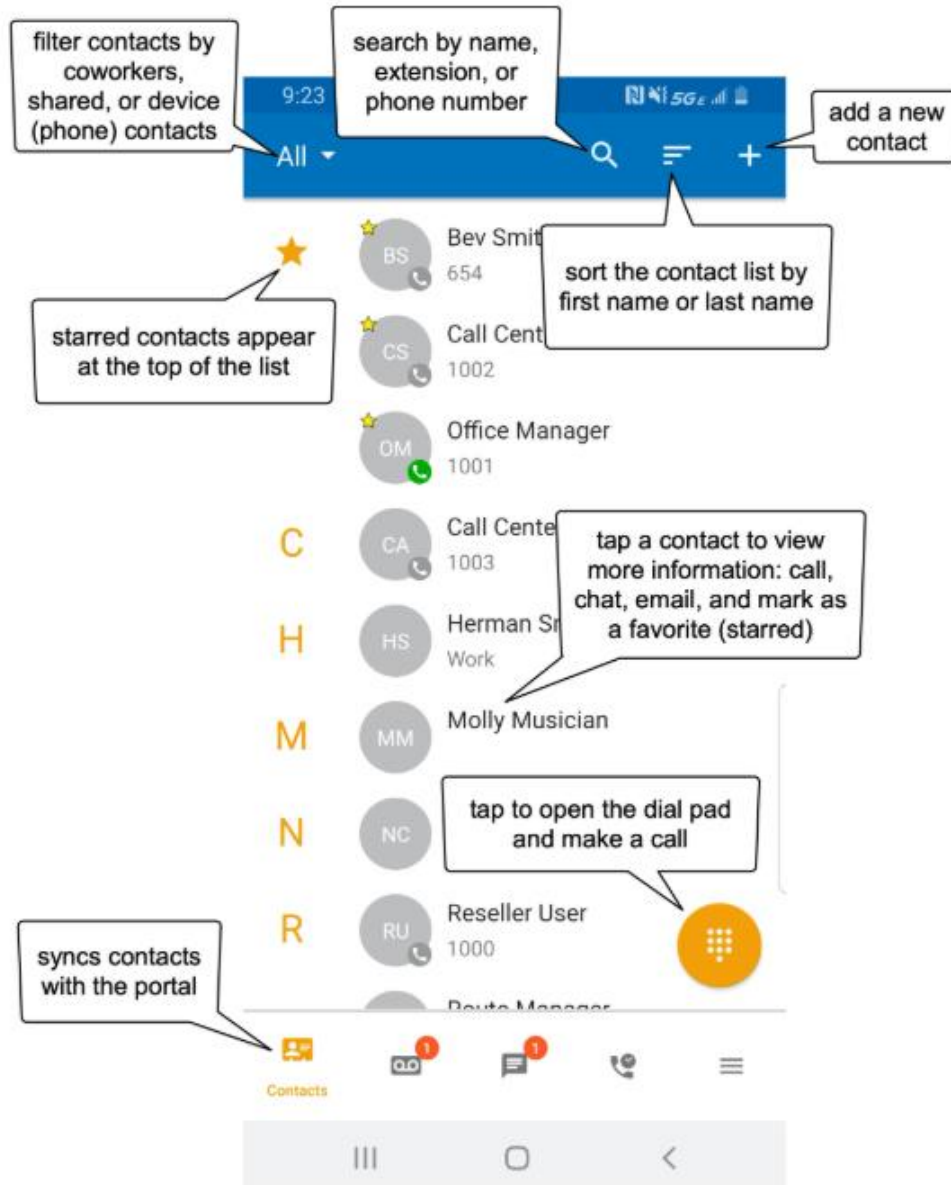 filter contacts by
coworkers,
shared, or device
(phone) contacts
search by name,
extension, or
phone number
add a new
contact
9:23
5GE
All
sort the contact list by
first name or last name
starred contacts appear
at the top of the list
BS
Bev
654
CS
Call
1002
OM
Office Manager
1001
C
CA
Call
1003
tap a contact to view
more information: call,
chat, email, and mark as
a favorite (starred)
H
HS
Herman
Work
M
MM
Molly Musician
tap to open the dial pad
and make a call
N
NC
R
RU
Reseller User
1000
syncs contacts
with the portal
Route Manager
Contacts
1
1